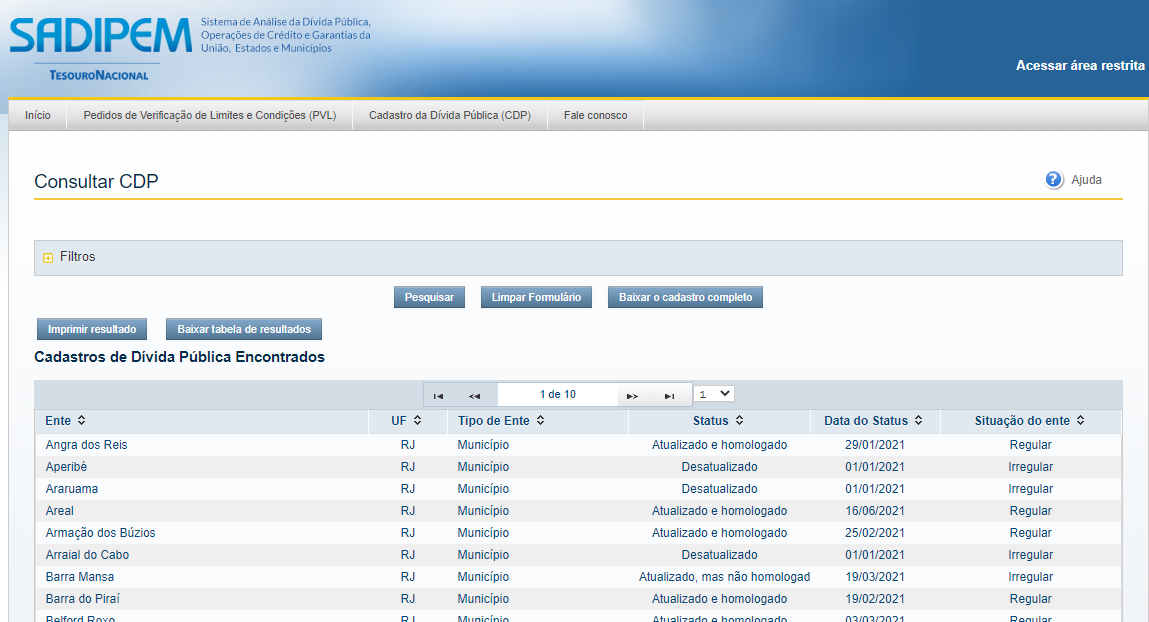 SADIPEM
Sistema de Análise da Dívida Pública,
Operações de Crédito e Garantias da
União, Estados e Municípios
TESOURONACIONAL
Acessar área restrita
Início Pedidos de Verificação de Limites e Condições (PVL) Cadastro da Dívida Pública (CDP) Fale conosco
Consultar CDP
? Ajuda
Filtros
Pesquisar Limpar Formulário Baixar o cadastro completo
Imprimir resultado Baixar tabela de resultados
Cadastros de Dívida Pública Encontrados
1 de 10 1
Ente UF Tipo de Ente Status Data do Status Situação do ente
Angra dos Reis RJ Município Atualizado e homologado 29/01/2021 Regular
Aperibé RJ Município Desatualizado 01/01/2021 Irregular
Araruama RJ Município Desatualizado 01/01/2021 Irregular
Areal RJ Município Atualizado e homologado 16/06/2021 Regular
Armação dos Búzios RJ Município Atualizado e homologado 25/02/2021 Regular
Arraial do Cabo RJ Município Desatualizado 01/01/2021 Irregular
Barra Mansa RJ Município Atualizado, mas não homologad 19/03/2021 Irregular
Barra do Piraí RJ Município Atualizado e homologado 19/02/2021 Regular
Belford Roxo RJ Município Atualizado e homologado 03/03/2021 Regular